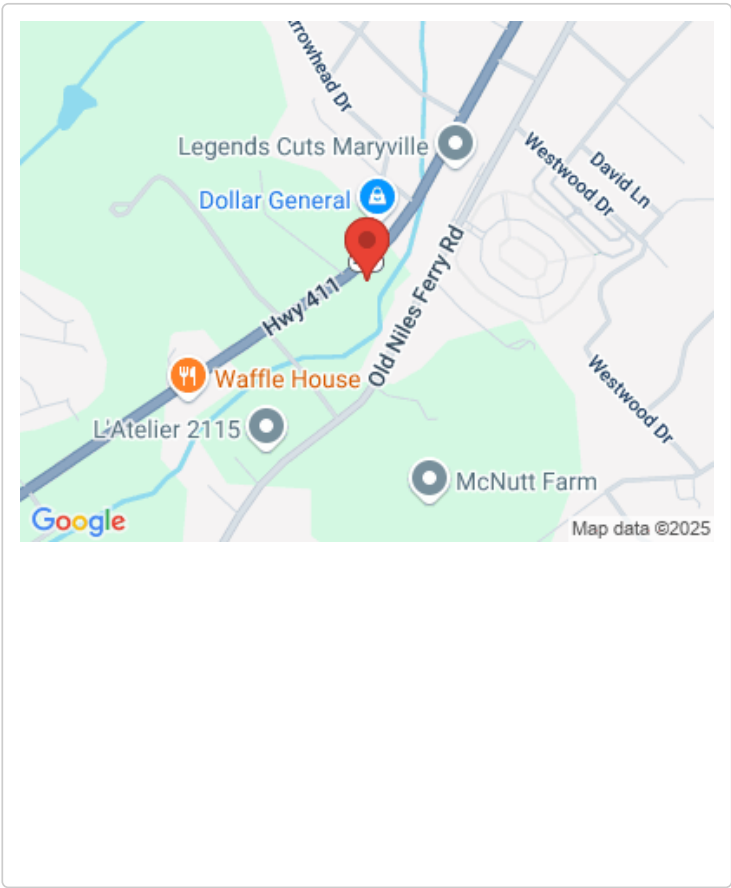 Arrowhead Dr
Legends Cuts Maryville
Westwood Dr
David Ln
Dollar General
Hwy 411
Old Niles Ferry Rd
Waffle House
Westwood Dr
L'Atelier 2115
McNutt Farm
Google
Map data ©2025